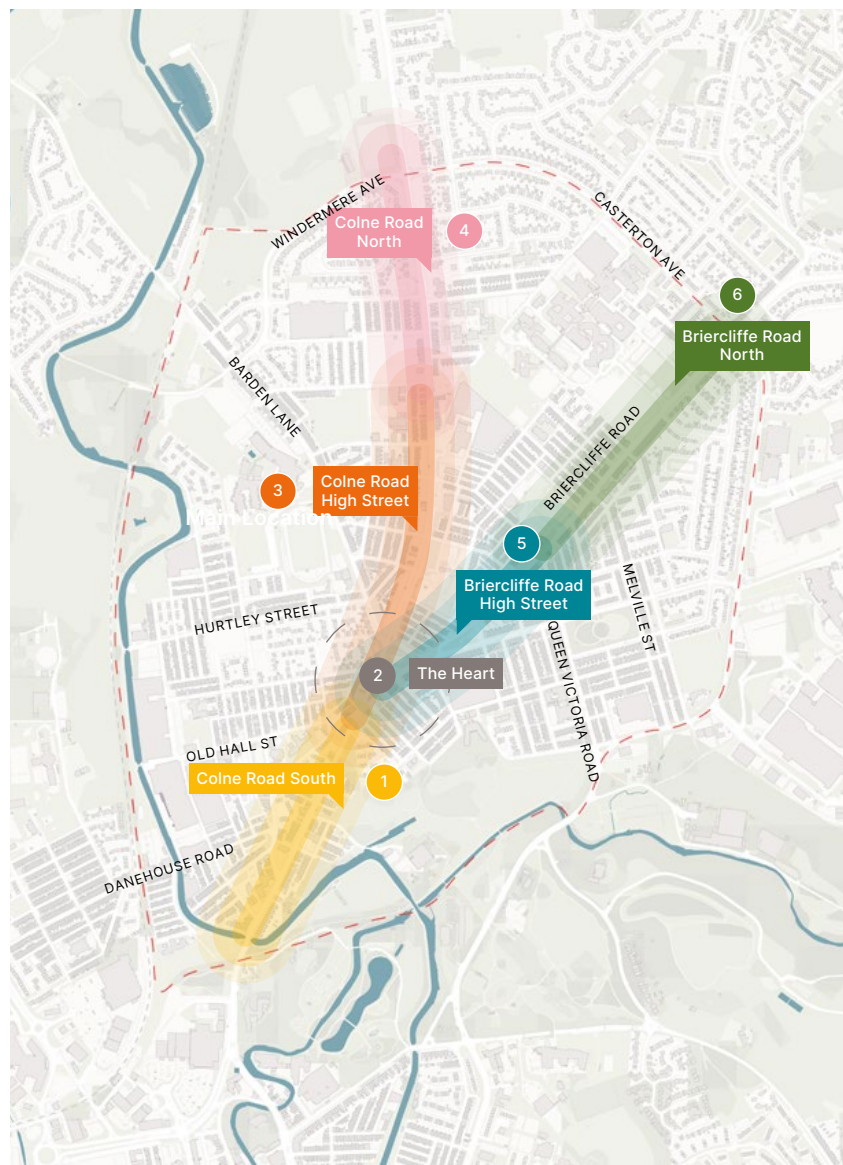 WINDERMERE AVE
CASTERTON AVE
Colne Road
North
4
6
Briercliffe Road
North
BARDEN LANE
BRIERCLIFFE ROAD
3
Colne Road
High Street
Main Location
5
Briercliffe Road
High Street
MELVILLE ST
HURTLEY STREET
QUEEN VICTORIA ROAD
2
The Heart
OLD HALL ST
Colne Road South
1
DANEHOUSE ROAD